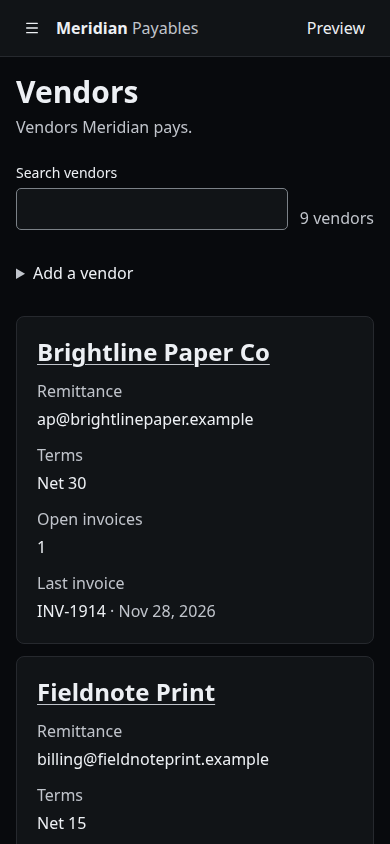 ☰ Meridian Payables Preview
Vendors
Vendors Meridian pays.
Search vendors
9 vendors
▶ Add a vendor
Brightline Paper Co
Remittance
ap@brightlinepaper.example
Terms
Net 30
Open invoices
1
Last invoice
INV-1914 · Nov 28, 2026
Fieldnote Print
Remittance
billing@fieldnoteprint.example
Terms
Net 15